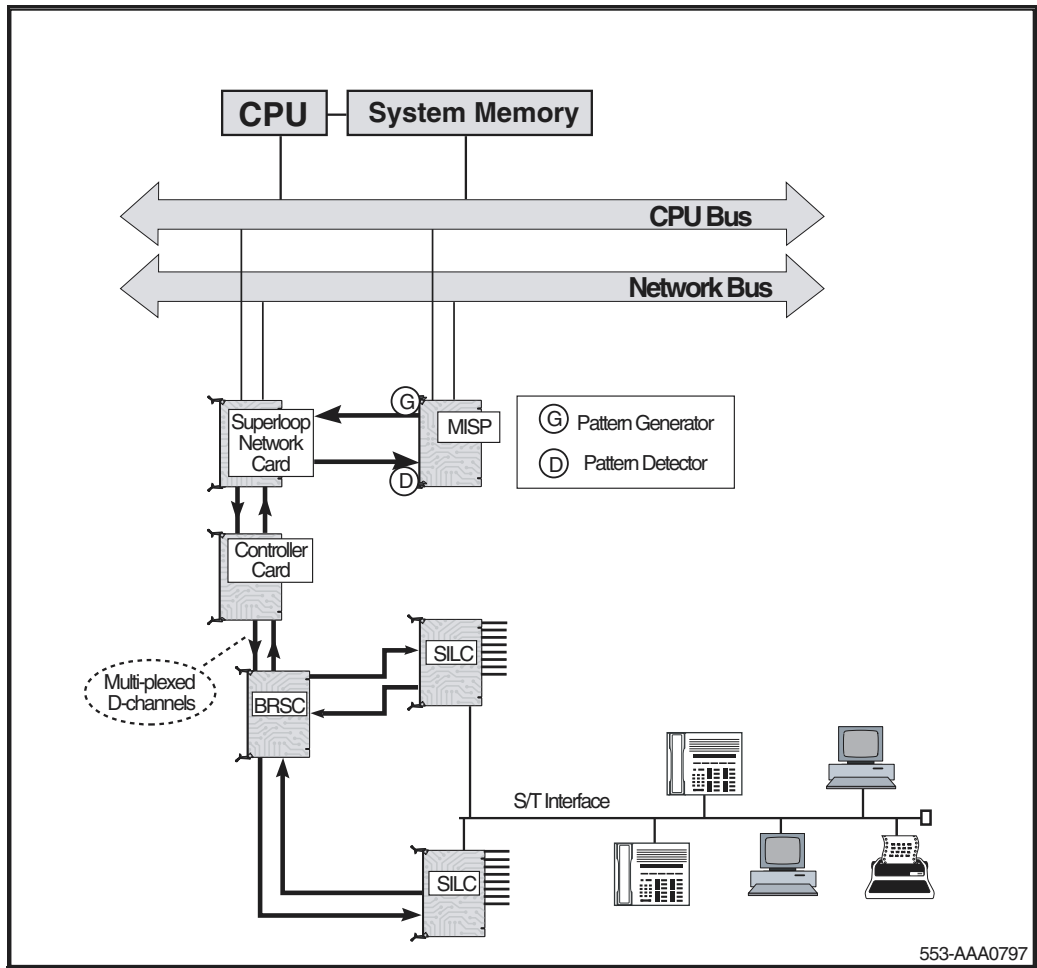 CPU
System Memory
CPU Bus
Network Bus
G
Superloop
Network
Card
MISP
D
G Pattern Generator
D Pattern Detector
Controller
Card
Multi-plexed
D-channels
SILC
BRSC
S/T Interface
SILC
553-AAA0797